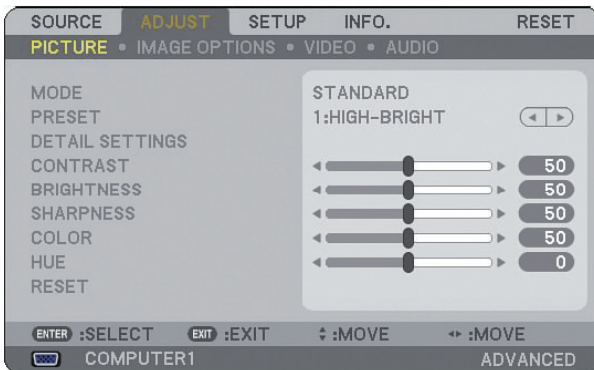 SOURCE ADJUST SETUP INFO. RESET
PICTURE • IMAGE OPTIONS • VIDEO • AUDIO
MODE STANDARD
PRESET 1:HIGH-BRIGHT
DETAIL SETTINGS
CONTRAST 50
BRIGHTNESS 50
SHARPNESS 50
COLOR 50
HUE 0
RESET
ENTER :SELECT EXIT :EXIT :MOVE :MOVE
COMPUTER1 ADVANCED